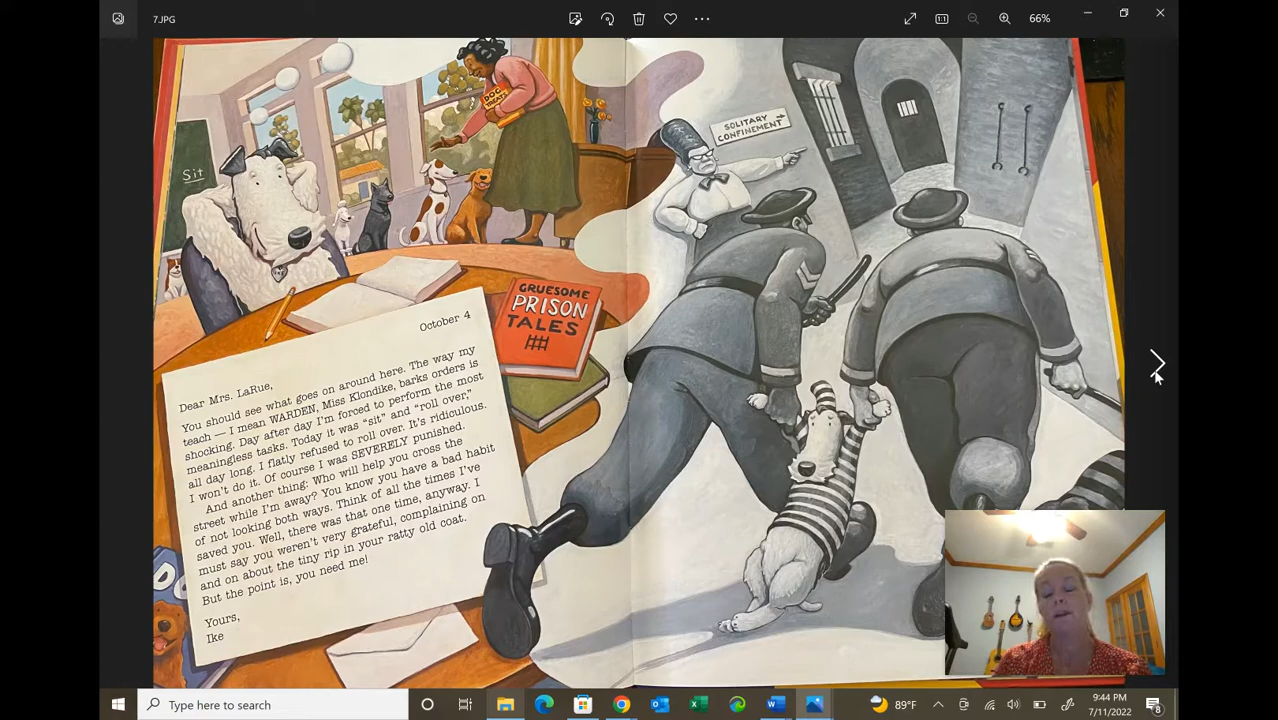 7.JPG
66%
Sit
DOG
TREATS
SOLITARY
CONFINEMENT
GRUESOME
PRISON
TALES
October 4
Dear Mrs. LaRue,
You should see what goes on around here. The way my
teach — I mean WARDEN, Miss Klondike, barks orders is
shocking. Day after day I'm forced to perform the most
meaningless tasks. Today it was "sit" and "roll over,"
all day long. I flatly refused to roll over. It's ridiculous.
I won't do it. Of course I was SEVERELY punished.
And another thing: Who will help you cross the
street while I'm away? You know you have a bad habit
of not looking both ways. Think of all the times I've
saved you. Well, there was that one time, anyway. I
must say you weren't very grateful, complaining on
and on about the tiny rip in your ratty old coat.
But the point is, you need me!
Yours,
Ike
Type here to search
89°F
9:44 PM
7/11/2022
8